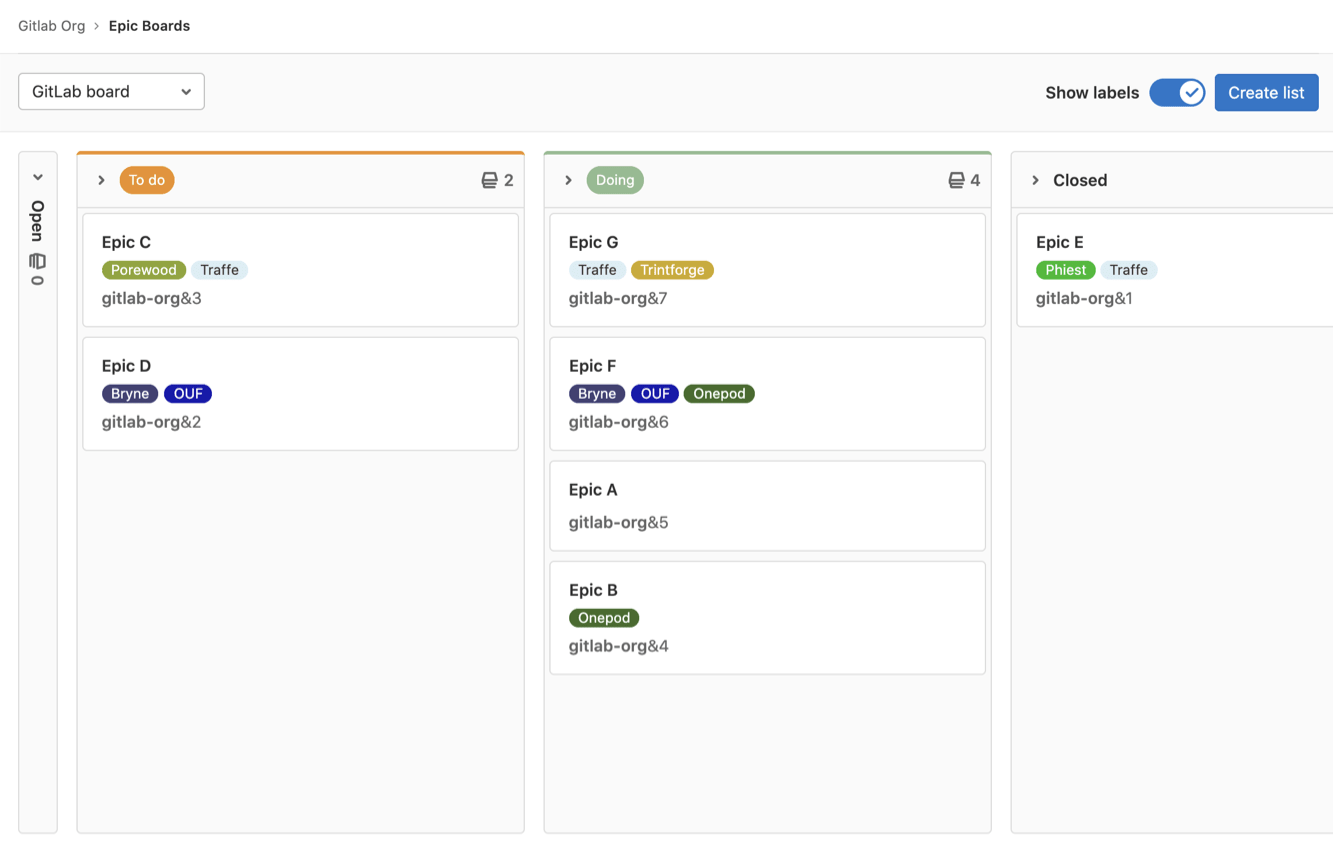 Gitlab Org > Epic Boards
GitLab board
Show labels
Create list
Open
0
To do
2
Epic C
Porewood Traffe
gitlab-org&3
Epic D
Bryne OUF
gitlab-org&2
Doing
4
Epic G
Traffe Trintforge
gitlab-org&7
Epic F
Bryne OUF Onepod
gitlab-org&6
Epic A
gitlab-org&5
Epic B
Onepod
gitlab-org&4
Closed
Epic E
Phiest Traffe
gitlab-org&1